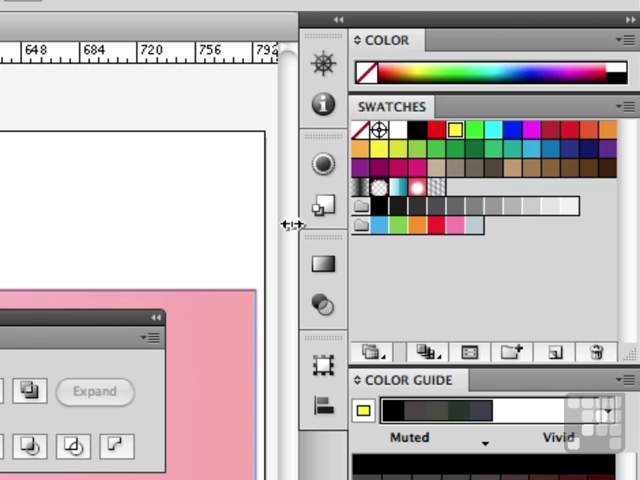 648 684 720 756 792
COLOR
SWATCHES
Expand
COLOR GUIDE
Muted Vivid